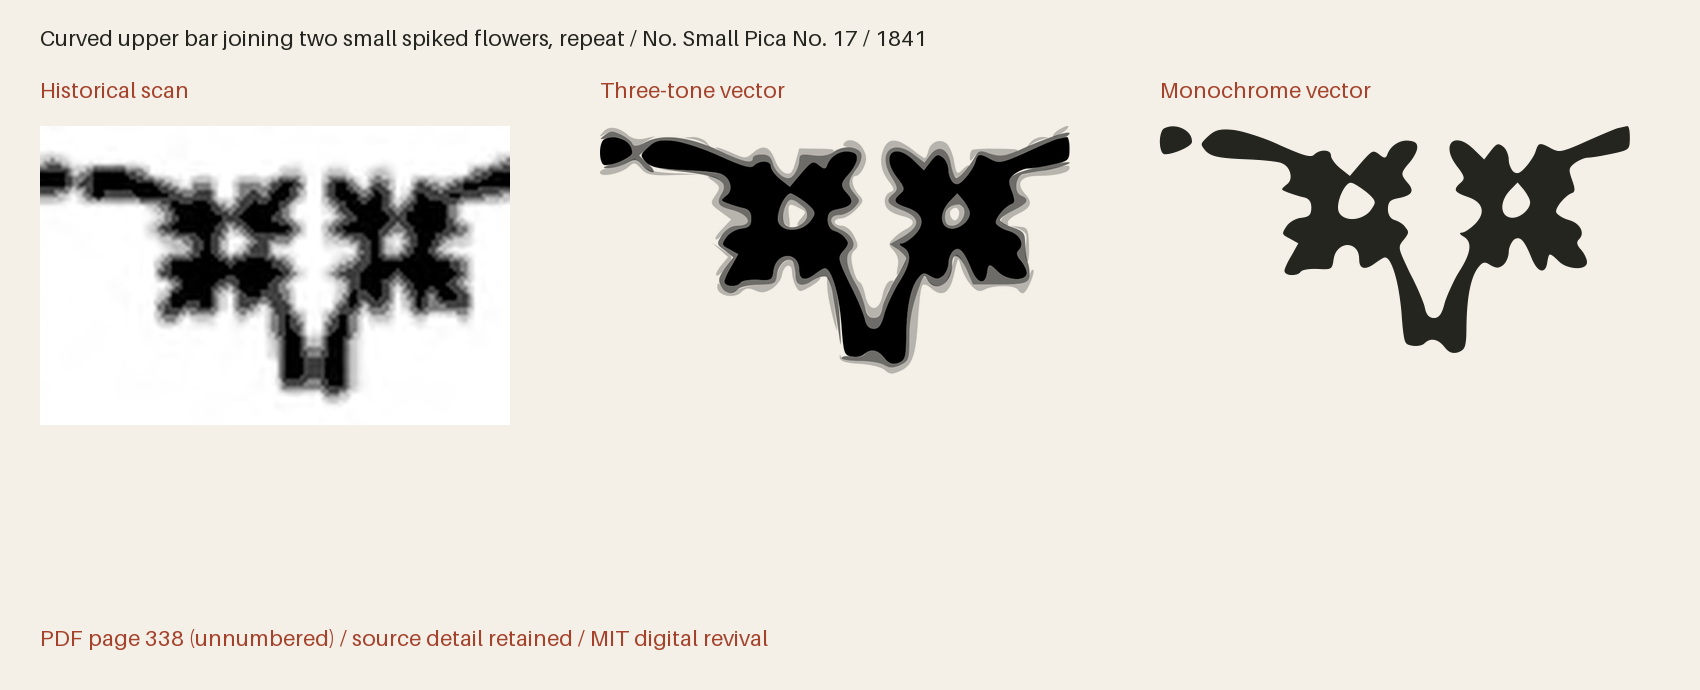 Curved upper bar joining two small spiked flowers, repeat / No. Small Pica No. 17 / 1841
Historical scan
Three-tone vector
Monochrome vector
PDF page 338 (unnumbered) / source detail retained / MIT digital revival